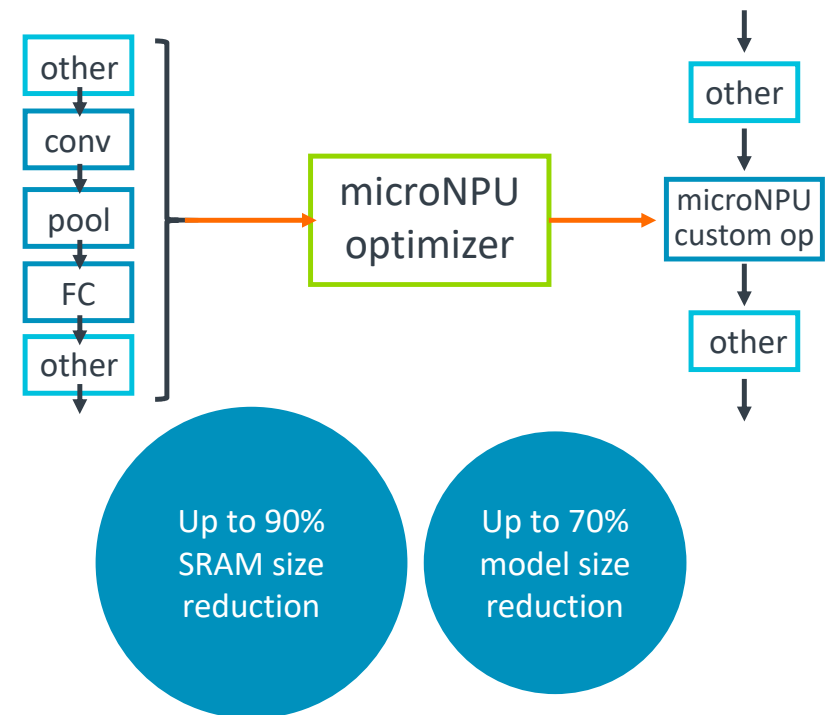 other
conv
pool
FC
other
microNPU
optimizer
other
microNPU
custom op
other
Up to 90%
SRAM size
reduction
Up to 70%
model size
reduction